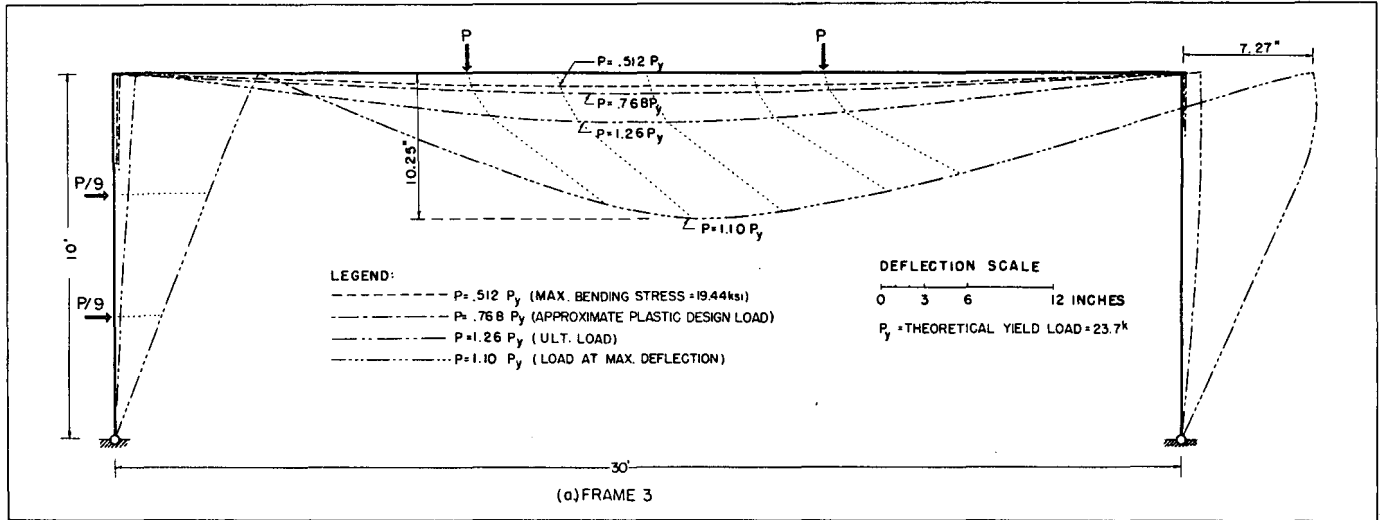 P
P
7.27"
P=.512 Py
P=.768Py
P=1.26 Py
10.25"
P/9
10'
P=1.10 Py
P/9
LEGEND:
P=.512 Py (MAX. BENDING STRESS=19.44ksi)
P=.768 Py (APPROXIMATE PLASTIC DESIGN LOAD)
P=1.26 Py (ULT. LOAD)
P=1.10 Py (LOAD AT MAX. DEFLECTION)
DEFLECTION SCALE
0 3 6 12 INCHES
Py =THEORETICAL YIELD LOAD=23.7k
30'
(a)FRAME 3